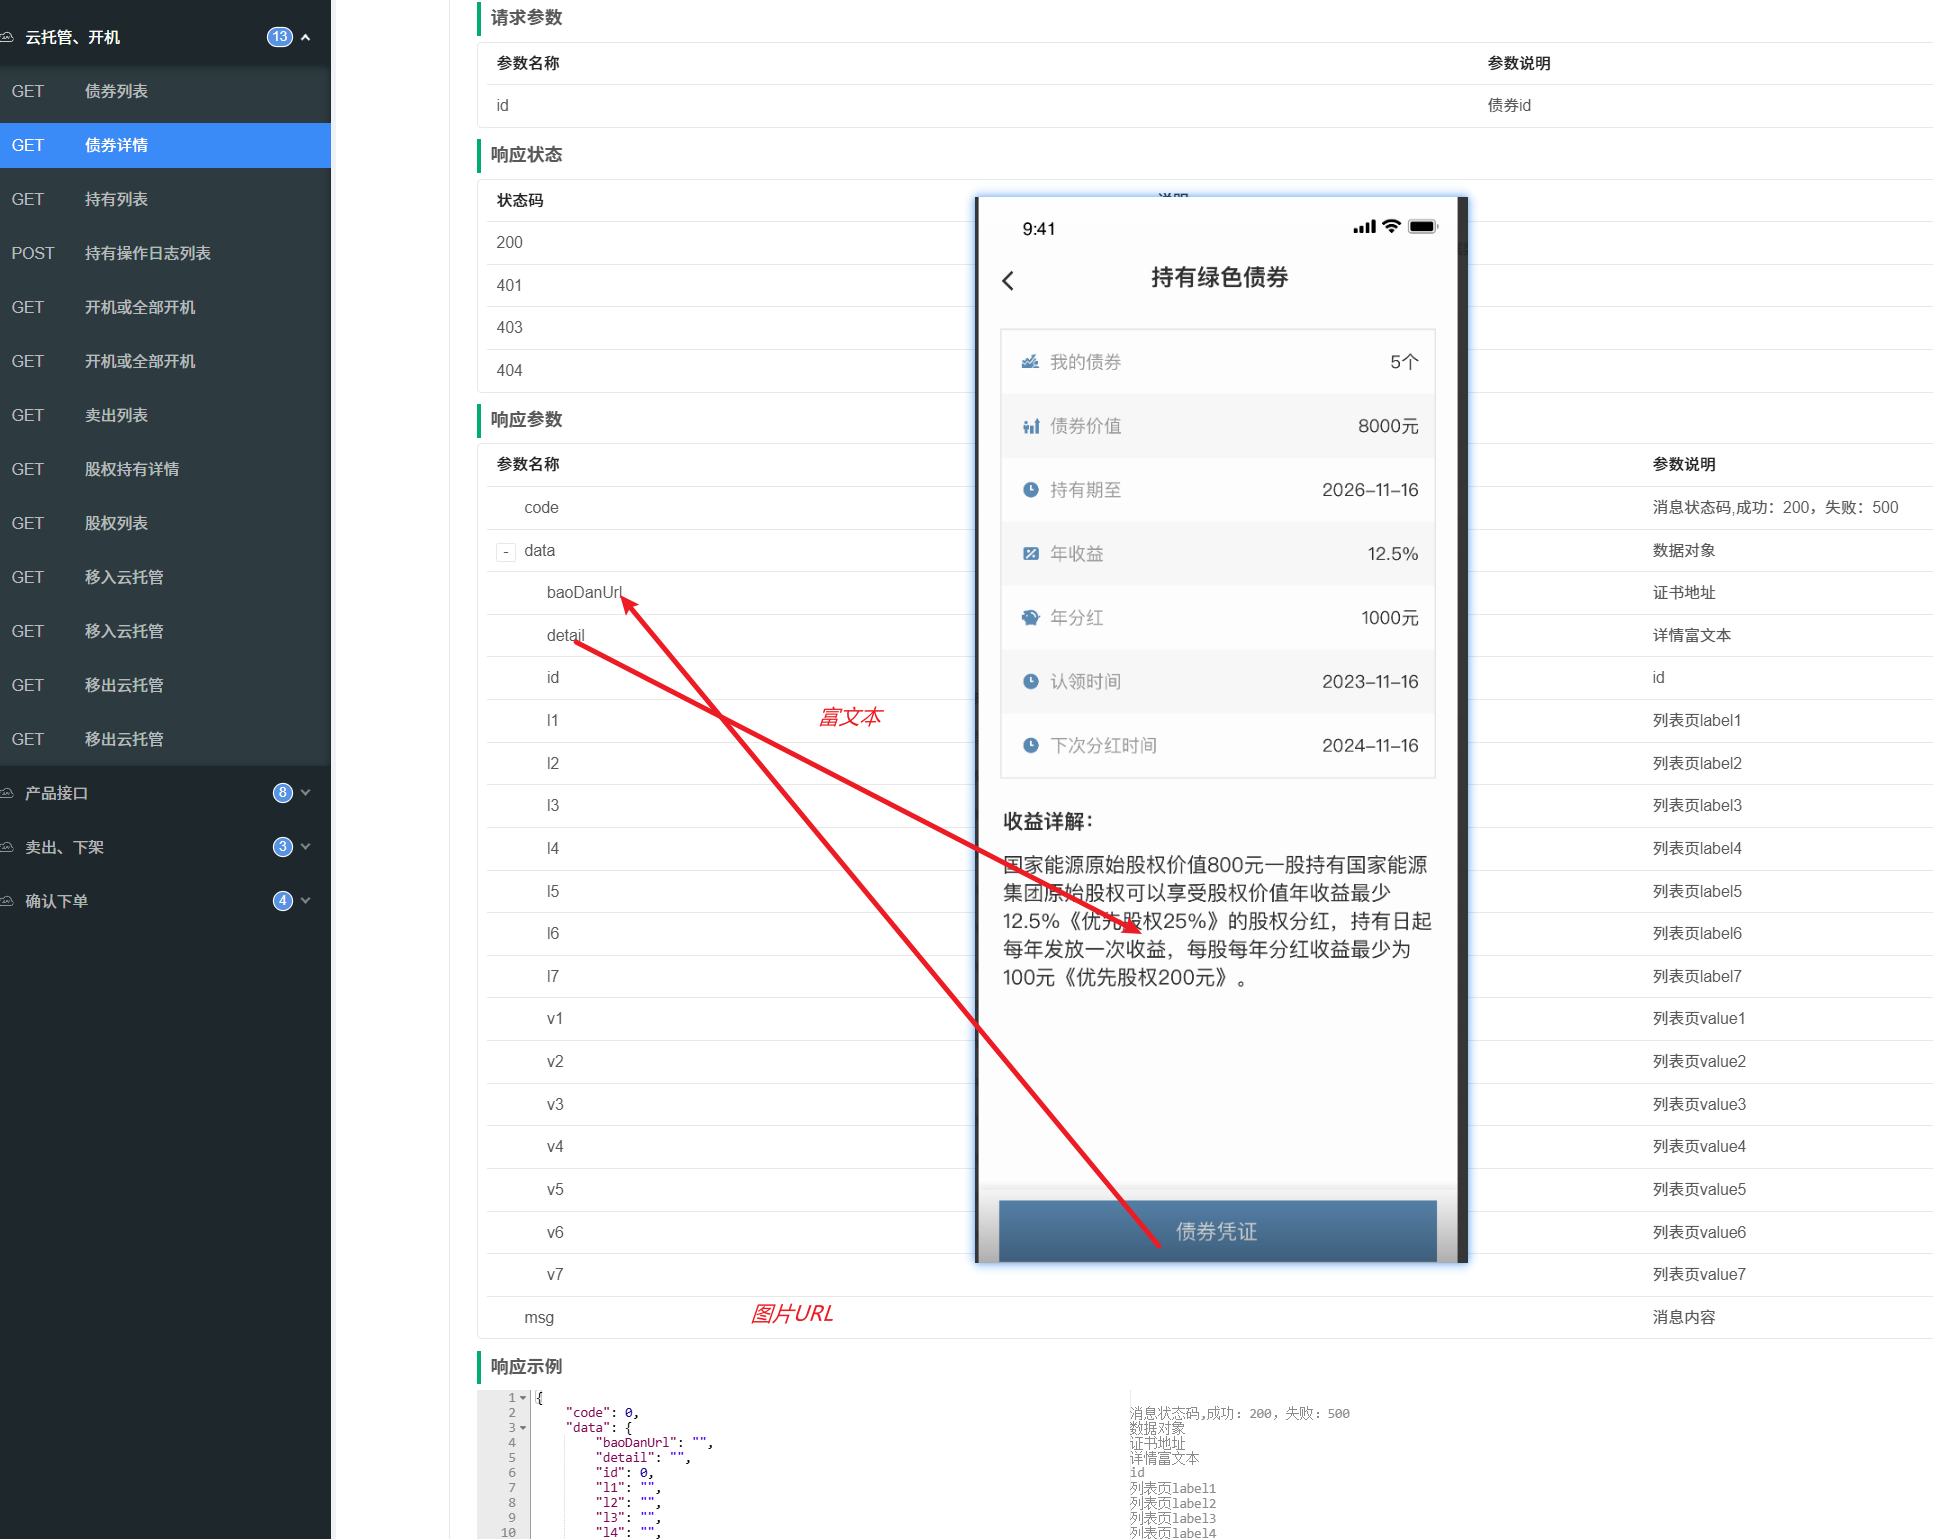 云托管、开机 13
GET 债券列表
GET 债券详情
GET 持有列表
POST 持有操作日志列表
GET 开机或全部开机
GET 开机或全部开机
GET 卖出列表
GET 股权持有详情
GET 股权列表
GET 移入云托管
GET 移入云托管
GET 移出云托管
GET 移出云托管
产品接口 8
卖出、下架 3
确认下单 4
请求参数
参数名称 参数说明
id 债券id
响应状态
状态码
200
401
403
404
响应参数
参数名称 参数说明
code 消息状态码,成功：200，失败：500
- data 数据对象
baoDanUrl 证书地址
detail 详情富文本
id id
l1 列表页label1
l2 列表页label2
l3 列表页label3
l4 列表页label4
l5 列表页label5
l6 列表页label6
l7 列表页label7
v1 列表页value1
v2 列表页value2
v3 列表页value3
v4 列表页value4
v5 列表页value5
v6 列表页value6
v7 列表页value7
msg 消息内容
富文本
图片URL
9:41
持有绿色债券
我的债券 5个
债券价值 8000元
持有期至 2026-11-16
年收益 12.5%
年分红 1000元
认领时间 2023-11-16
下次分红时间 2024-11-16
收益详解：
国家能源原始股权价值800元一股持有国家能源
集团原始股权可以享受股权价值年收益最少
12.5%《优先股权25%》的股权分红，持有日起
每年发放一次收益，每股每年分红收益最少为
100元《优先股权200元》。
债券凭证
响应示例
1 {
2 "code": 0, 消息状态码,成功：200，失败：500
3 "data": { 数据对象
4 "baoDanUrl": "", 证书地址
5 "detail": "", 详情富文本
6 "id": 0, id
7 "l1": "", 列表页label1
8 "l2": "", 列表页label2
9 "l3": "", 列表页label3
10 "l4": "", 列表页label4